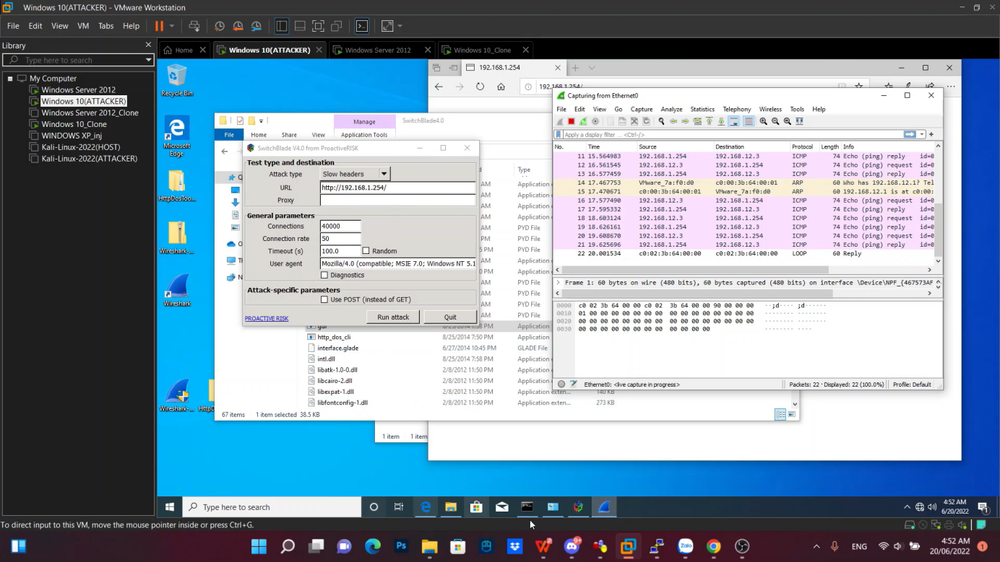 Windows 10(ATTACKER) - VMware Workstation
File Edit View VM Tabs Help
Library
Type here to search
My Computer
Windows Server 2012
Windows 10(ATTACKER)
Windows Server 2012_Clone
Windows 10_Clone
WINDOWS XP_inj
Kali-Linux-2022(HOST)
Kali-Linux-2022(ATTACKER)
Home Windows 10(ATTACKER) Windows Server 2012 Windows 10_Clone
Recycle Bin
Microsoft
Edge
HttpDosToo...
Wireshark-...
Wireshark
Wireshark-...
192.168.1.254
192.168.1.254/
Manage SwitchBlade4.0
File Home Share View Application Tools
SwitchBlade V4.0 from ProactiveRISK
Test type and destination
Attack type Slow headers
URL http://192.168.1.254/
Proxy
General parameters
Connections 40000
Connection rate 50
Timeout (s) 100.0 Random
User agent Mozilla/4.0 (compatible; MSIE 7.0; Windows NT 5.1
Diagnostics
Attack-specific parameters
Use POST (instead of GET)
PROACTIVE RISK Run attack Quit
Type
PYD File
PYD File
PYD File
PYD File
PYD File
PYD File
gui 8/25/2014 1:58 PM Application
http_dos_cli 8/25/2014 7:50 PM Application
interface.glade 6/27/2014 10:45 PM GLADE File
intl.dll 8/25/2014 7:58 PM Application exten...
libatk-1.0-0.dll 2/8/2012 11:50 PM Application exten...
libcairo-2.dll 2/8/2012 11:50 PM Application exten...
libexpat-1.dll 2/8/2012 11:50 PM Application exten... 140 KB
libfontconfig-1.dll 2/8/2012 11:50 PM Application exten... 273 KB
67 items 1 item selected 38.5 KB
1 item 1 item
Capturing from Ethernet0
File Edit View Go Capture Analyze Statistics Telephony Wireless Tools Help
Apply a display filter ... <Ctrl-/>
No. Time Source Destination Protocol Length Info
11 15.564983 192.168.1.254 192.168.12.3 ICMP 74 Echo (ping) reply id=0
12 16.561545 192.168.12.3 192.168.1.254 ICMP 74 Echo (ping) request id=0
13 16.577459 192.168.1.254 192.168.12.3 ICMP 74 Echo (ping) reply id=0
14 17.467753 VMware_7a:f0:d0 c0:00:3b:64:00:01 ARP 60 Who has 192.168.12.1? Tel
15 17.470671 c0:00:3b:64:00:01 VMware_7a:f0:d0 ARP 60 192.168.12.1 is at c0:00:
16 17.577490 192.168.12.3 192.168.1.254 ICMP 74 Echo (ping) request id=0
17 17.595332 192.168.1.254 192.168.12.3 ICMP 74 Echo (ping) reply id=0
18 18.603124 192.168.12.3 192.168.1.254 ICMP 74 Echo (ping) request id=0
19 18.626161 192.168.1.254 192.168.12.3 ICMP 74 Echo (ping) reply id=0
20 19.608670 192.168.12.3 192.168.1.254 ICMP 74 Echo (ping) request id=0
21 19.625696 192.168.1.254 192.168.12.3 ICMP 74 Echo (ping) reply id=0
22 20.001534 c0:02:3b:64:00:00 c0:02:3b:64:00:00 LOOP 60 Reply
Frame 1: 60 bytes on wire (480 bits), 60 bytes captured (480 bits) on interface \Device\NPF_{467573AF
0000 c0 02 3b 64 00 00 c0 02 3b 64 00 00 90 00 00 00 ··;d···· ;d······
0010 01 00 00 00 00 00 00 00 00 00 00 00 00 00 00 00 ········ ········
0020 00 00 00 00 00 00 00 00 00 00 00 00 00 00 00 00 ········ ········
0030 00 00 00 00 00 00 00 00 00 00 00 00 ········ ····
Ethernet0: <live capture in progress> Packets: 22 · Displayed: 22 (100.0%) Profile: Default
Type here to search
4:52 AM
6/20/2022
To direct input to this VM, move the mouse pointer inside or press Ctrl+G.
ENG
4:52 AM
20/06/2022